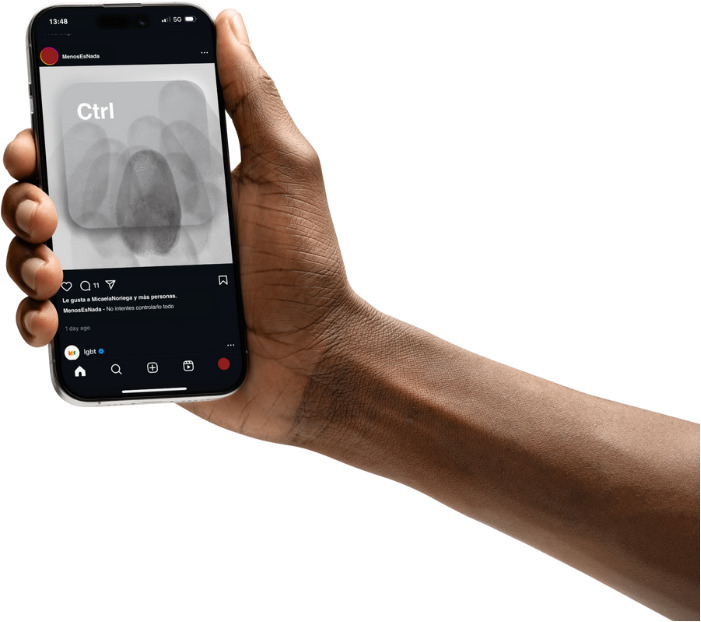 13:48
5G
MenosEsNada
Ctrl
11
Le gusta a MicaelaNoriega y más personas.
MenosEsNada - No intentes controlarlo todo
1 day ago
lgbt